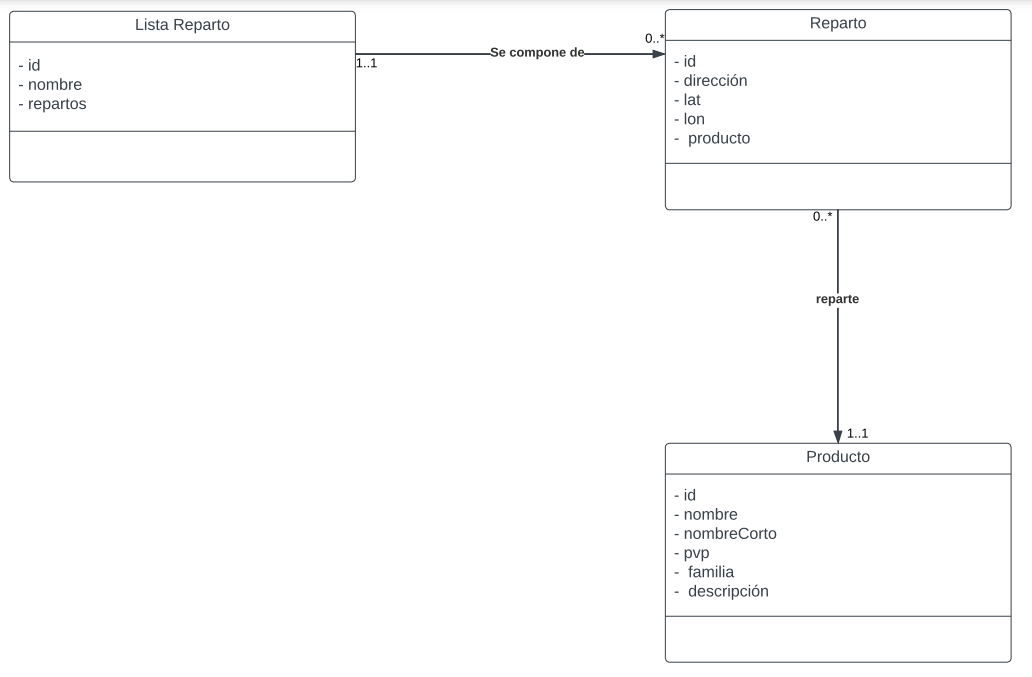 Lista Reparto
- id
- nombre
- repartos
1..1
Se compone de
0..*
Reparto
- id
- dirección
- lat
- lon
-  producto
0..*
reparte
1..1
Producto
- id
- nombre
- nombreCorto
- pvp
-  familia
-  descripción